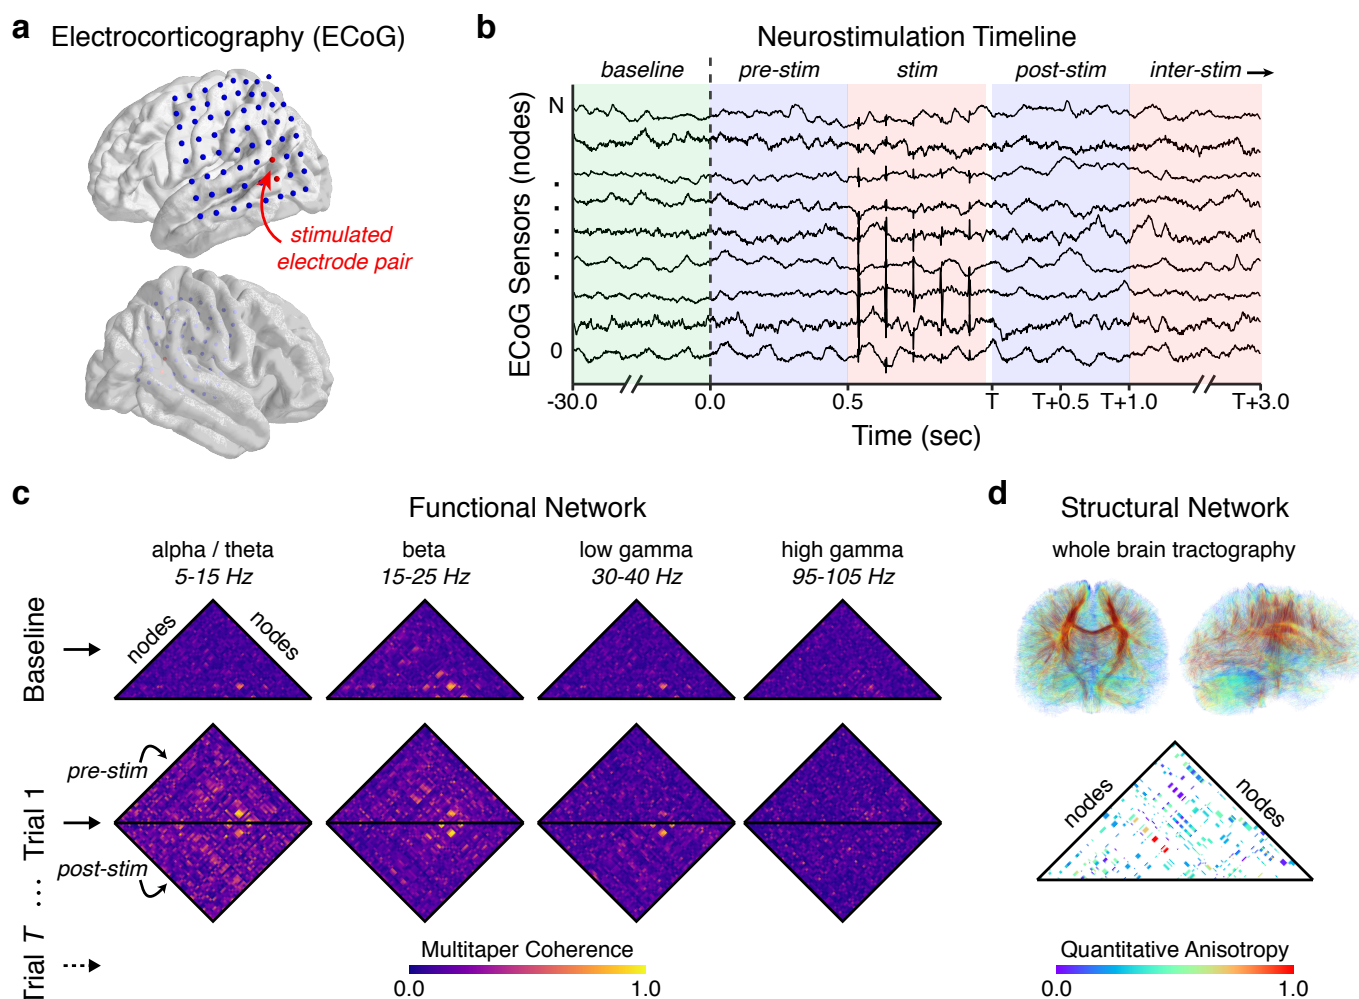 a
Electrocorticography (ECoG)
stimulated
electrode pair
b
Neurostimulation Timeline
baseline pre-stim stim post-stim inter-stim
ECoG Sensors (nodes)
N
0
-30.0 0.0 0.5 T T+0.5 T+1.0 T+3.0
Time (sec)
c
Functional Network
alpha / theta beta low gamma high gamma
5-15 Hz 15-25 Hz 30-40 Hz 95-105 Hz
Baseline
nodes nodes
Trial 1
pre-stim
post-stim
...
Trial T
Multitaper Coherence
0.0 1.0
d
Structural Network
whole brain tractography
nodes nodes
Quantitative Anisotropy
0.0 1.0